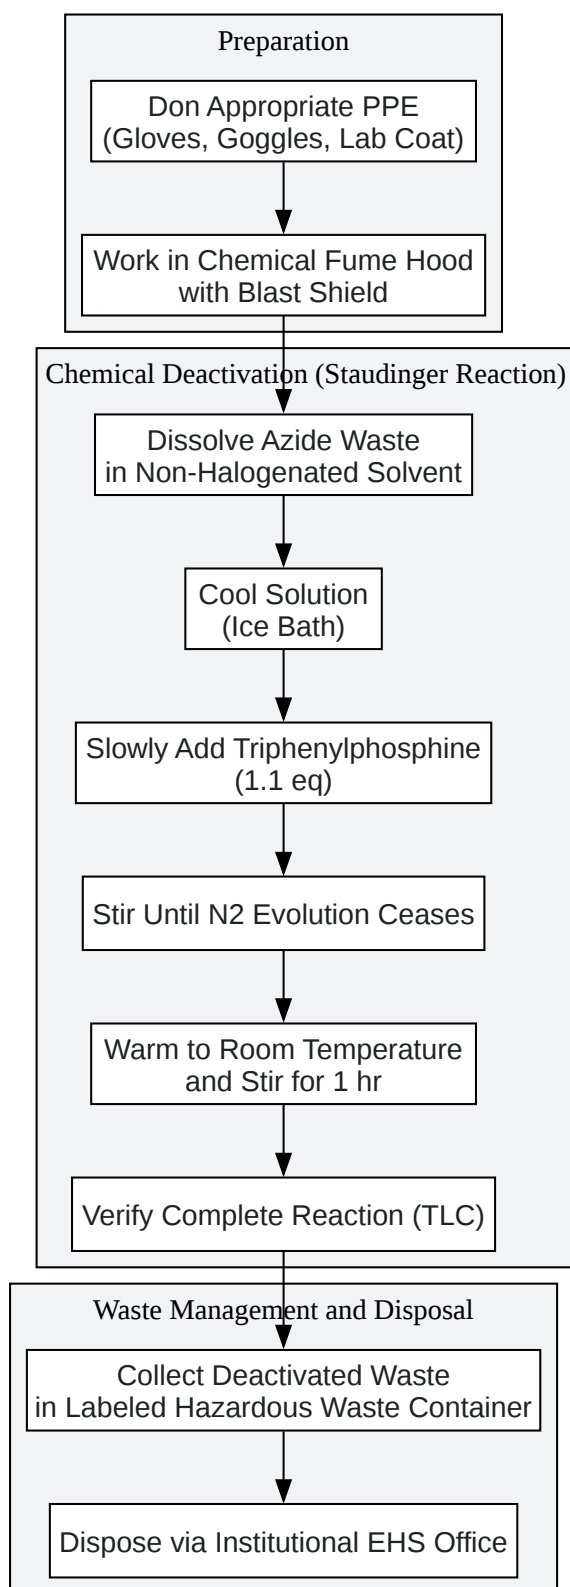 Preparation
Don Appropriate PPE
(Gloves, Goggles, Lab Coat)
Work in Chemical Fume Hood
with Blast Shield
Chemical Deactivation (Staudinger Reaction)
Dissolve Azide Waste
in Non-Halogenated Solvent
Cool Solution
(Ice Bath)
Slowly Add Triphenylphosphine
(1.1 eq)
Stir Until N2 Evolution Ceases
Warm to Room Temperature
and Stir for 1 hr
Verify Complete Reaction (TLC)
Waste Management and Disposal
Collect Deactivated Waste
in Labeled Hazardous Waste Container
Dispose via Institutional EHS Office